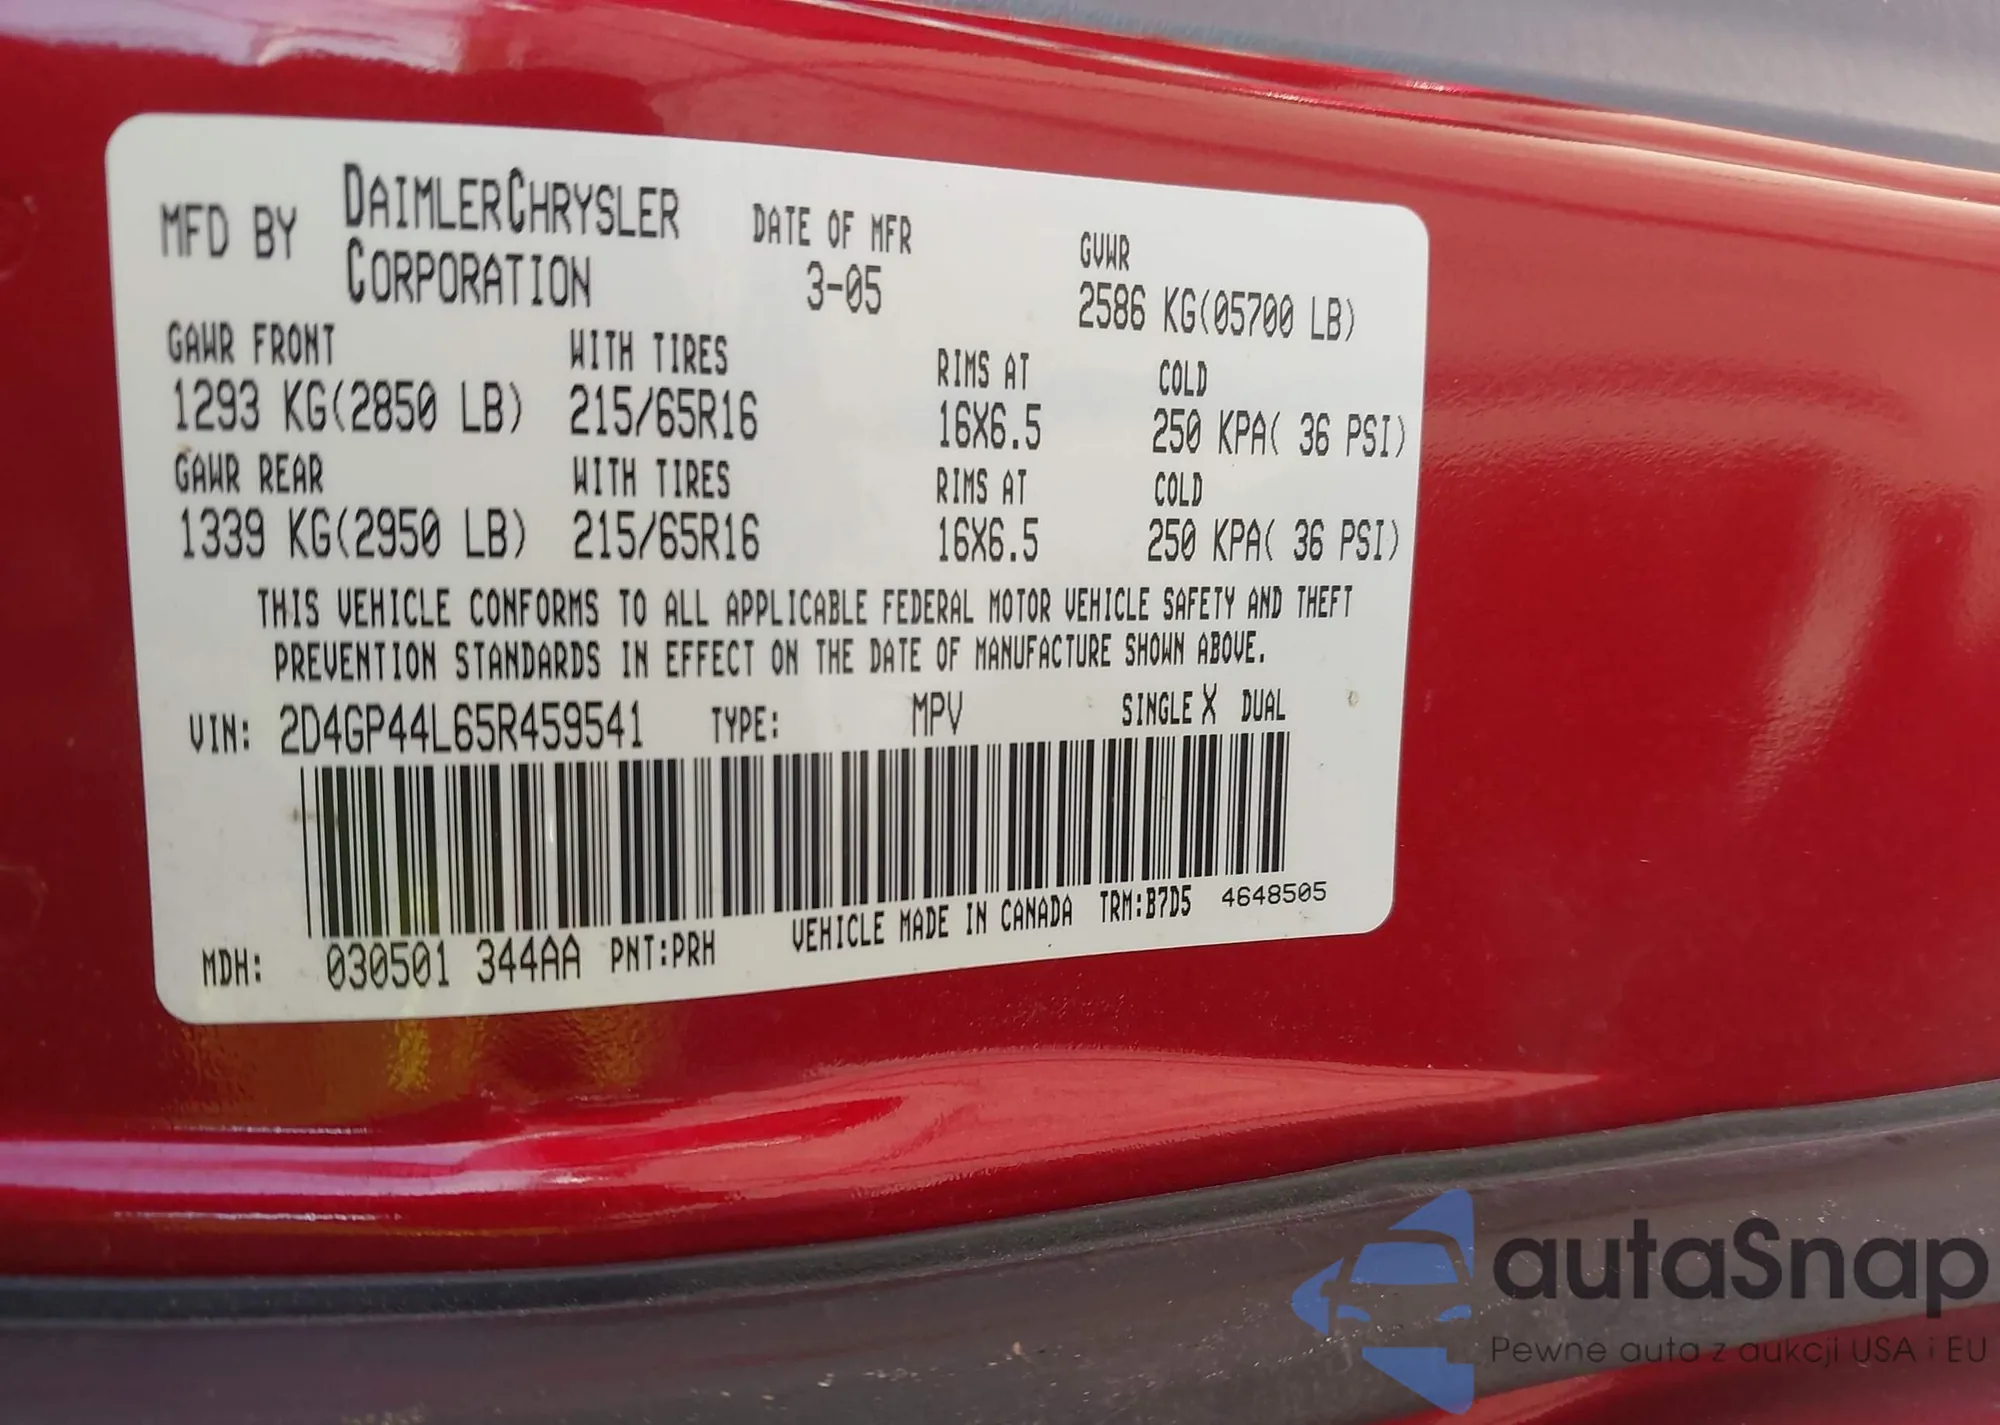 MFD BY DAIMLERCHRYSLER CORPORATION DATE OF MFR 3-05 GVWR 2586 KG(05700 LB)
GAWR FRONT WITH TIRES RIMS AT COLD
1293 KG(2850 LB) 215/65R16 16X6.5 250 KPA( 36 PSI)
GAWR REAR WITH TIRES RIMS AT COLD
1339 KG(2950 LB) 215/65R16 16X6.5 250 KPA( 36 PSI)
THIS VEHICLE CONFORMS TO ALL APPLICABLE FEDERAL MOTOR VEHICLE SAFETY AND THEFT
PREVENTION STANDARDS IN EFFECT ON THE DATE OF MANUFACTURE SHOWN ABOVE.
VIN: 2D4GP44L65R459541 TYPE: MPV SINGLE X DUAL
MDH: 030501 344AA PNT:PRH VEHICLE MADE IN CANADA TRM:B7D5 4648505
autaSnap
Pewne auta z aukcji USA i EU